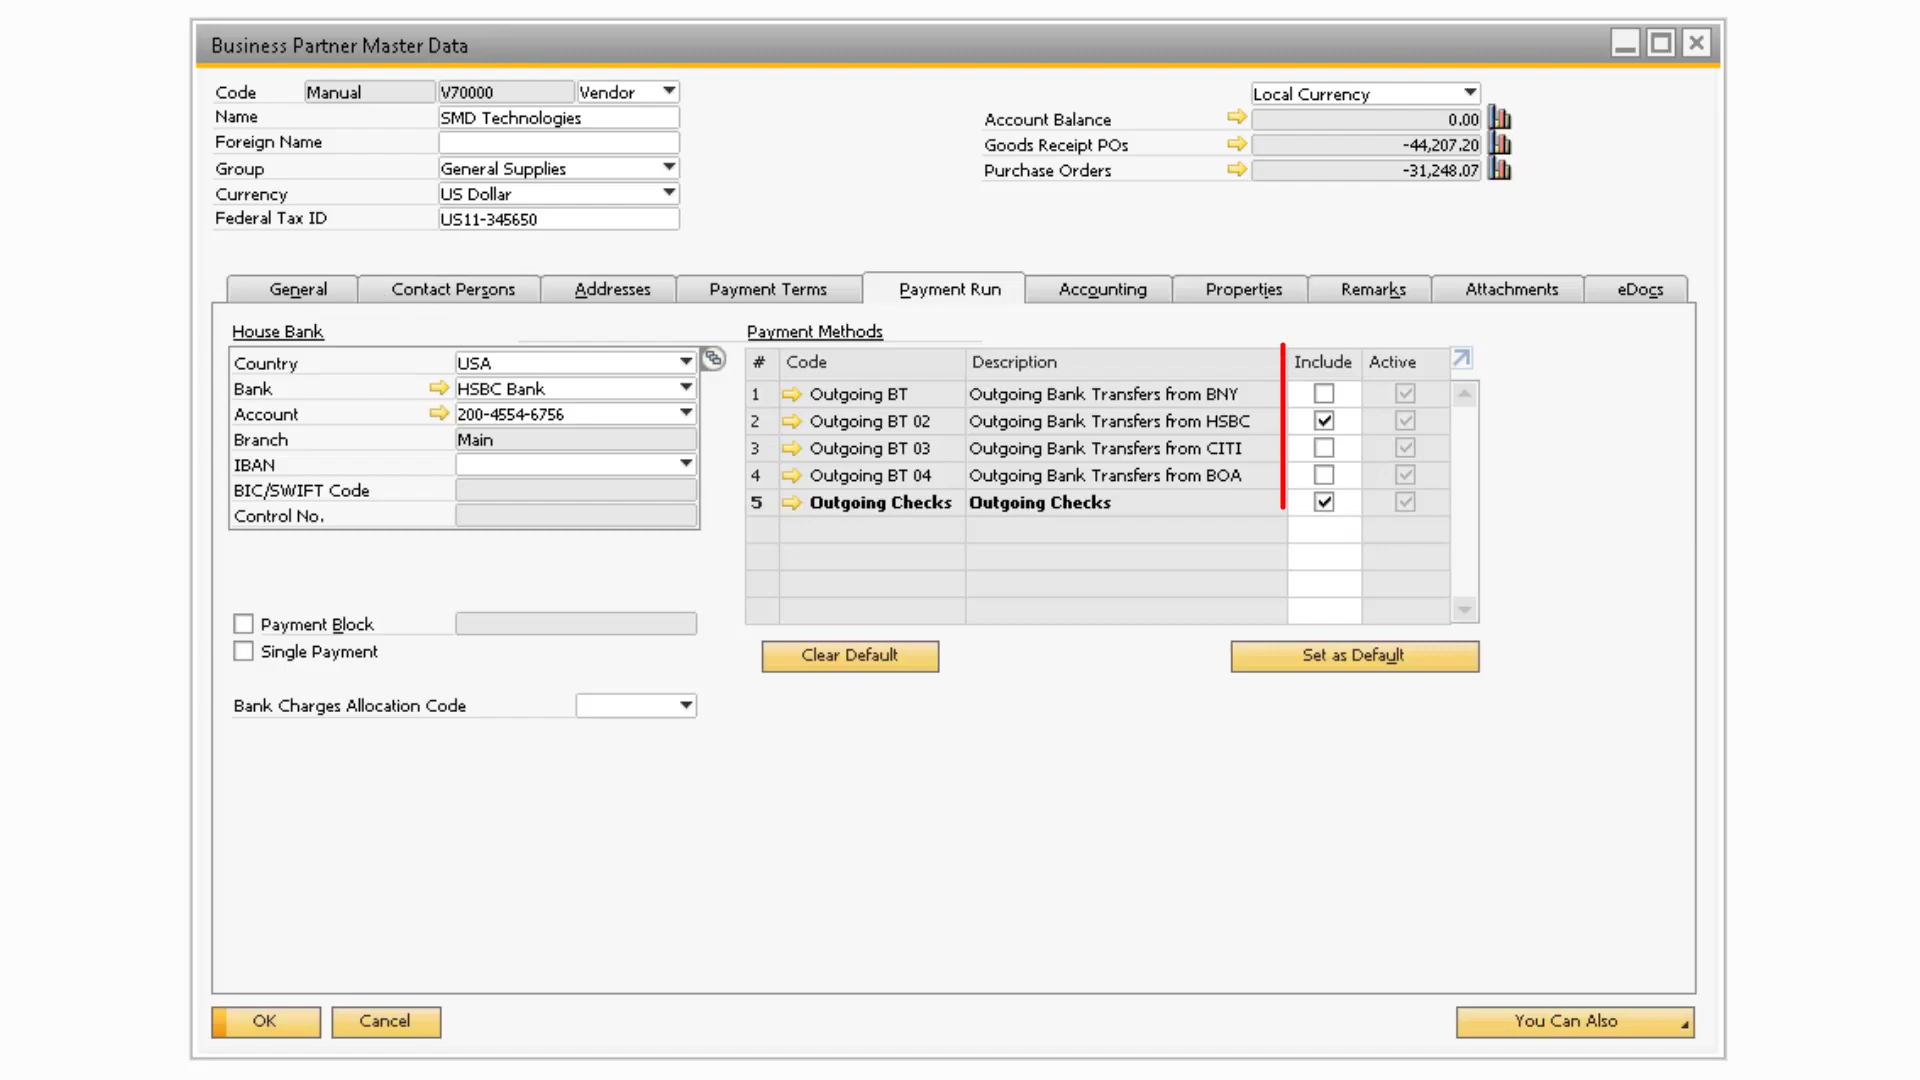 Business Partner Master Data
Code Manual V70000 Vendor
Name SMD Technologies
Foreign Name
Group General Supplies
Currency US Dollar
Federal Tax ID US11-345650
Local Currency
Account Balance 0.00
Goods Receipt POs -44,207.20
Purchase Orders -31,248.07
General Contact Persons Addresses Payment Terms Payment Run Accounting Properties Remarks Attachments eDocs
House Bank
Country USA
Bank HSBC Bank
Account 200-4554-6756
Branch Main
IBAN
BIC/SWIFT Code
Control No.
Payment Block
Single Payment
Bank Charges Allocation Code
Payment Methods
# Code Description Include Active
1 Outgoing BT Outgoing Bank Transfers from BNY
2 Outgoing BT 02 Outgoing Bank Transfers from HSBC
3 Outgoing BT 03 Outgoing Bank Transfers from CITI
4 Outgoing BT 04 Outgoing Bank Transfers from BOA
5 Outgoing Checks Outgoing Checks
Clear Default Set as Default
OK Cancel You Can Also